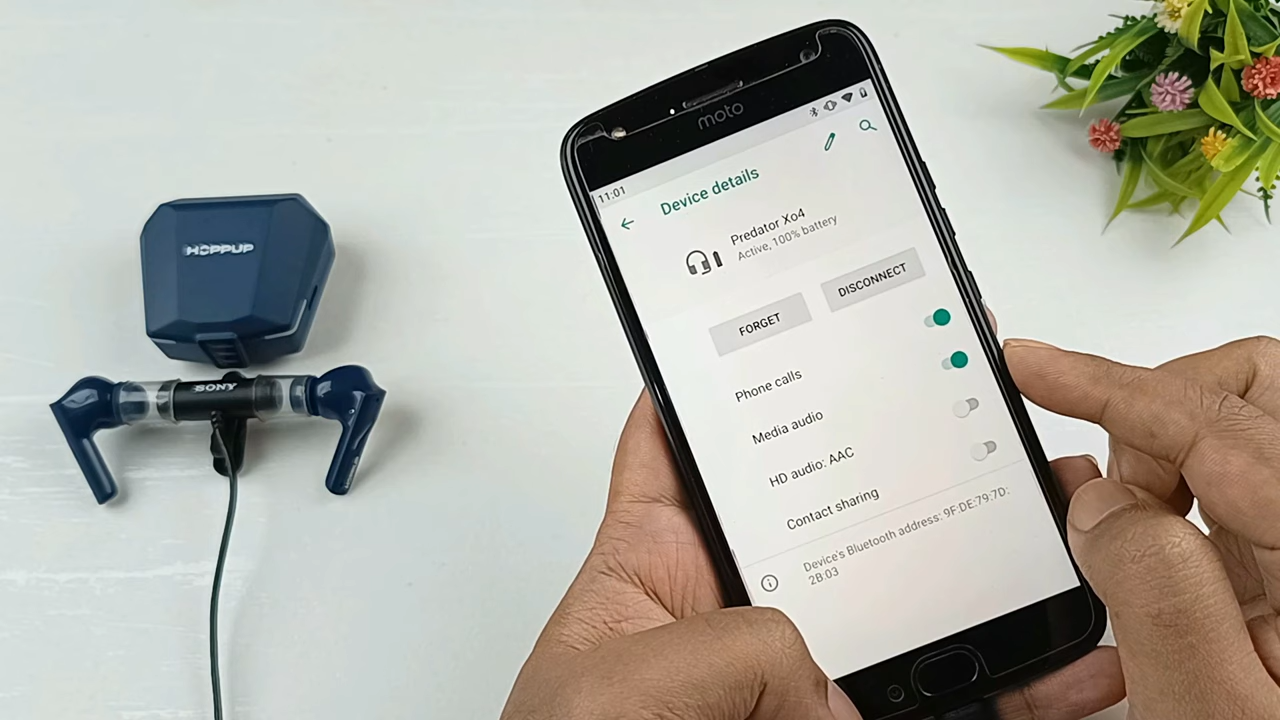 HOPPUP
SONY
moto
11:01
Device details
Predator Xo4
Active, 100% battery
FORGET
DISCONNECT
Phone calls
Media audio
HD audio: AAC
Contact sharing
Device's Bluetooth address: 9F:DE:79:7D:
2B:03